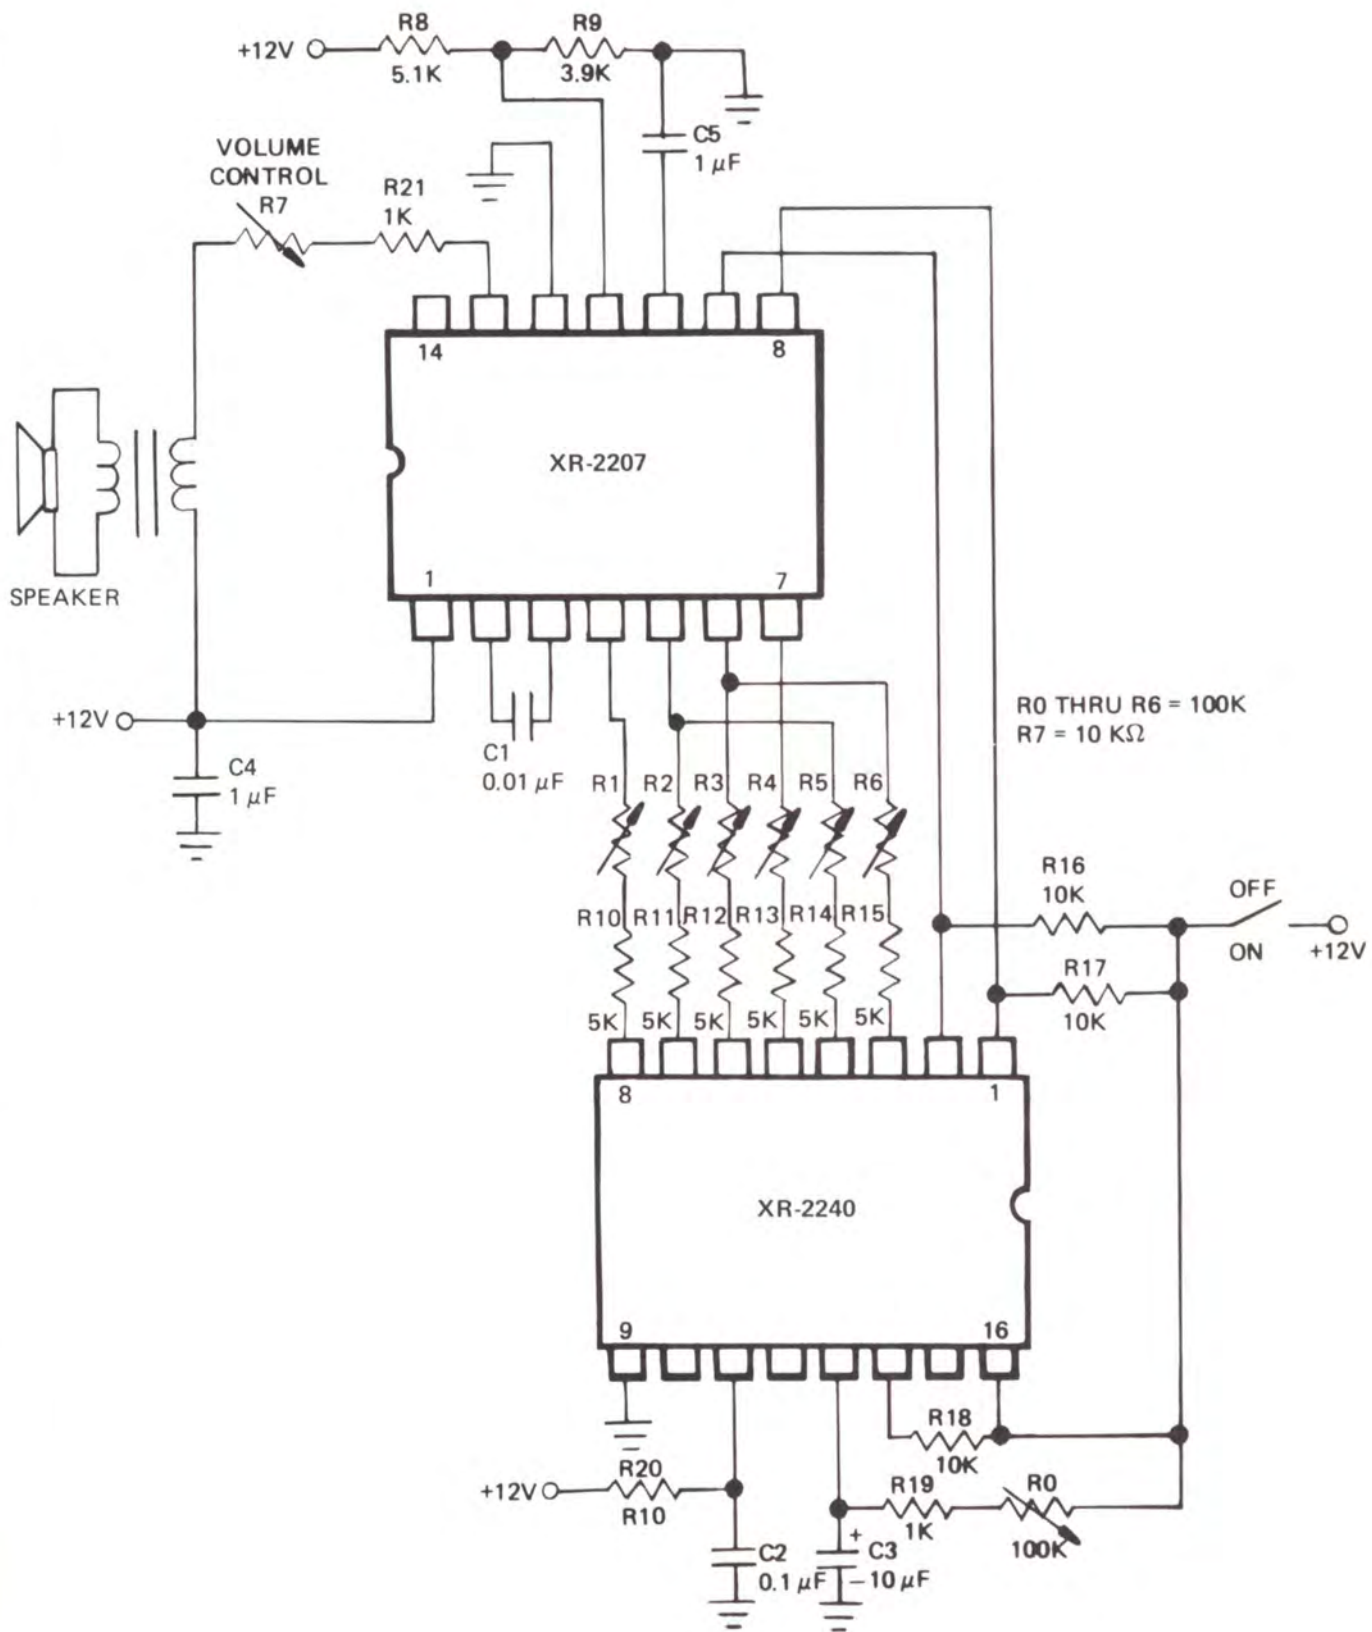 R8
R9
+12V
5.1K
3.9K
C5
1 µF
VOLUME
CONTROL
R7
R21
1K
14
8
XR-2207
1
7
SPEAKER
+12V
C4
1 µF
C1
0.01 µF
R0 THRU R6 = 100K
R7 = 10 KΩ
R1
R2
R3
R4
R5
R6
R10
R11
R12
R13
R14
R15
5K
5K
5K
5K
5K
5K
R16
10K
OFF
ON
+12V
R17
10K
8
1
XR-2240
9
16
R18
10K
+12V
R20
R10
R19
1K
R0
100K
C2
0.1 µF
+
C3
–10 µF